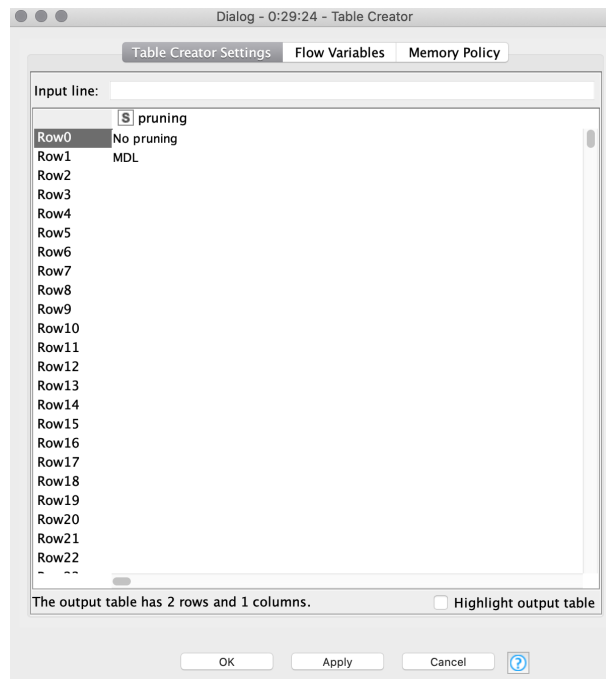 Dialog - 0:29:24 - Table Creator
Table Creator Settings Flow Variables Memory Policy
Input line:
S pruning
Row0 No pruning
Row1 MDL
Row2
Row3
Row4
Row5
Row6
Row7
Row8
Row9
Row10
Row11
Row12
Row13
Row14
Row15
Row16
Row17
Row18
Row19
Row20
Row21
Row22
The output table has 2 rows and 1 columns. Highlight output table
OK Apply Cancel ?